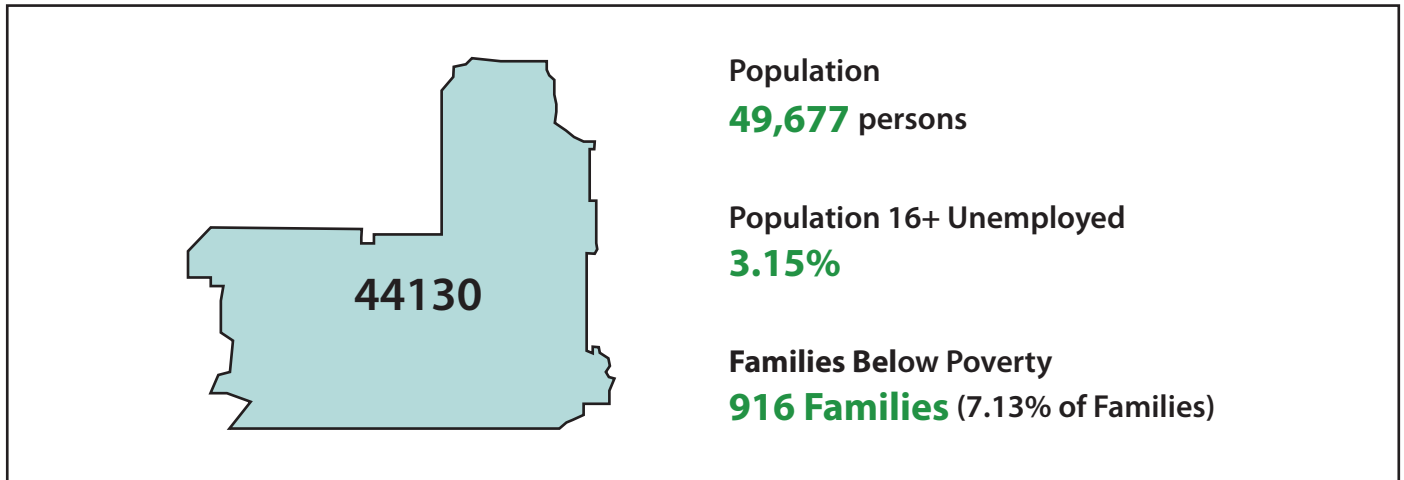 44130
Population
49,677 persons
Population 16+ Unemployed
3.15%
Families Below Poverty
916 Families (7.13% of Families)